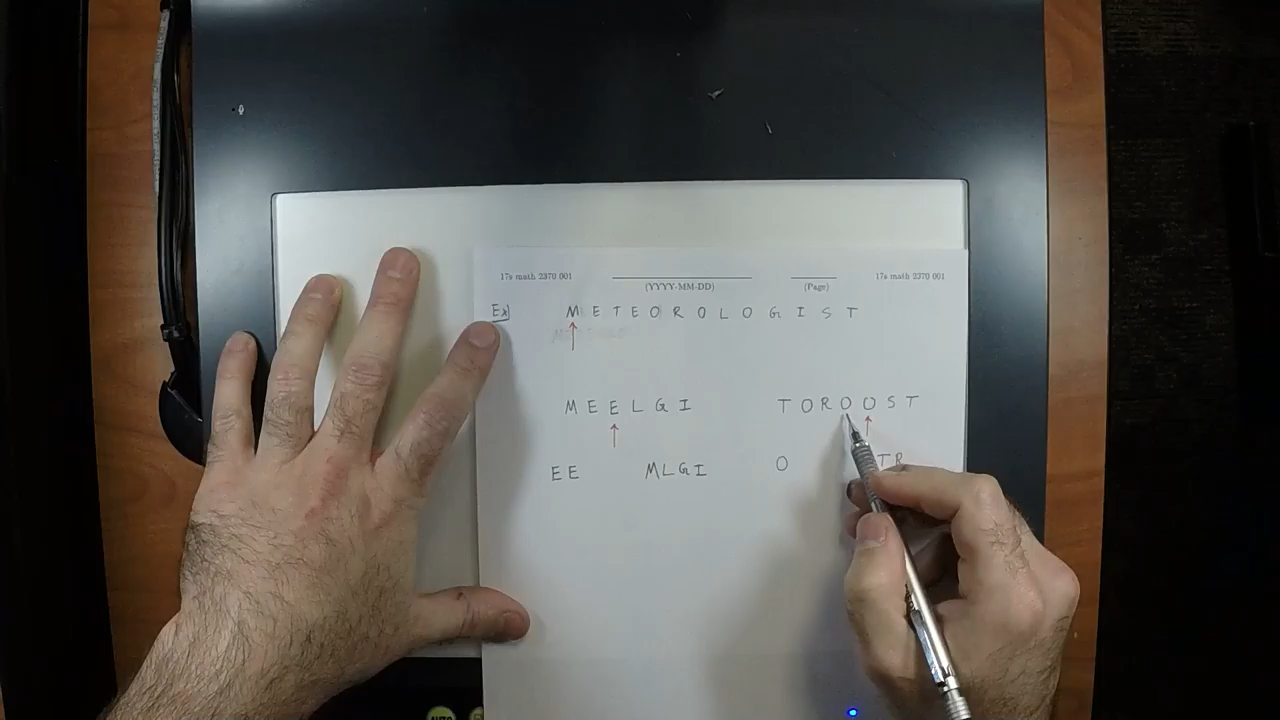 17s math 2370 001 (YYYY-MM-DD) (Page) 17s math 2370 001
Ex) M E T E O R O L O G I S T
M E E L G I T O R O O S T
E E M L G I O T R